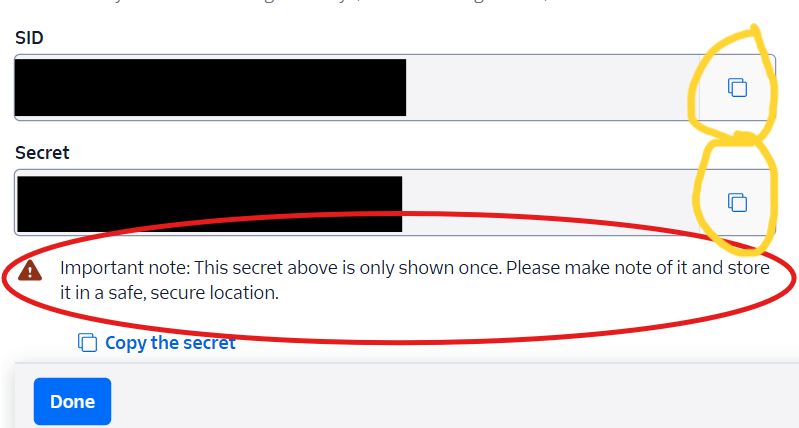 SID
Secret
Important note: This secret above is only shown once. Please make note of it and store
it in a safe, secure location.
Copy the secret
Done